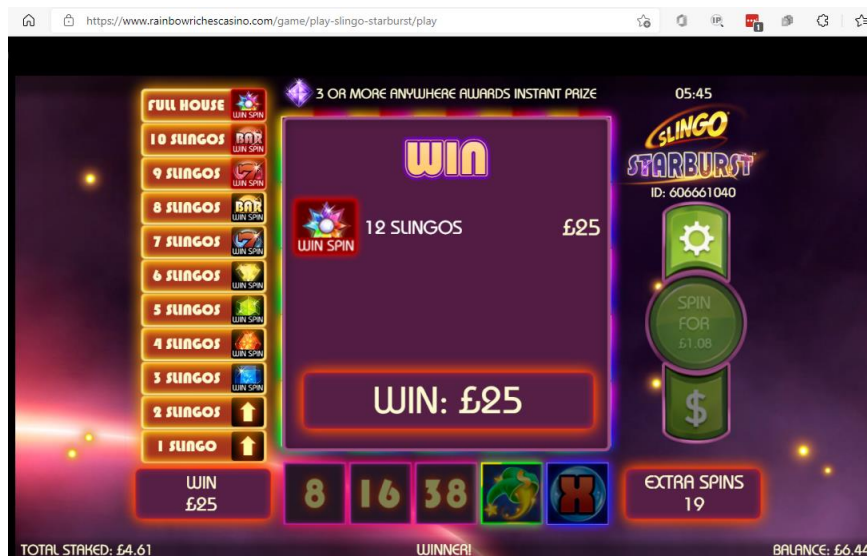 https://www.rainbowrichescasino.com/game/play-slingo-starburst/play
3 OR MORE ANYWHERE AWARDS INSTANT PRIZE
05:45
SLINGO
STARBURST
ID: 606661040
FULL HOUSE WIN SPIN
10 SLINGOS BAR WIN SPIN
9 SLINGOS 7 WIN SPIN
8 SLINGOS BAR WIN SPIN
7 SLINGOS 7 WIN SPIN
6 SLINGOS WIN SPIN
5 SLINGOS WIN SPIN
4 SLINGOS WIN SPIN
3 SLINGOS WIN SPIN
2 SLINGOS
1 SLINGO
WIN
WIN SPIN 12 SLINGOS £25
WIN: £25
SPIN
FOR
£1.08
$
WIN
£25
8 16 38 X
EXTRA SPINS
19
TOTAL STAKED: £4.61 WINNER! BALANCE: